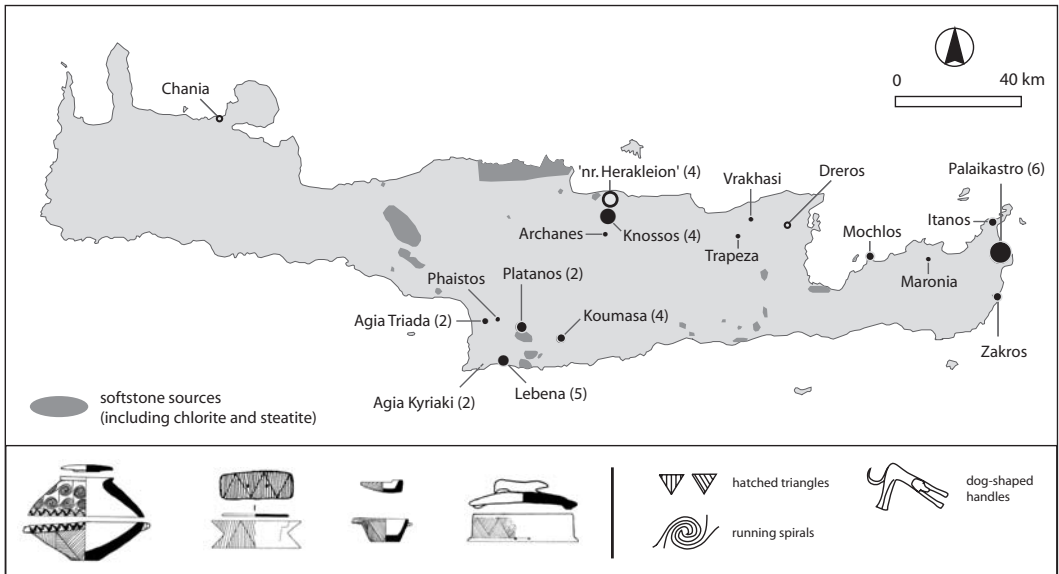 0 40 km
Chania
'nr. Herakleion' (4)
Vrakhasi
Dreros
Palaikastro (6)
Archanes
Knossos (4)
Trapeza
Mochlos
Itanos
Maronia
Phaistos
Platanos (2)
Agia Triada (2)
Koumasa (4)
Zakros
Agia Kyriaki (2)
Lebena (5)
softstone sources
(including chlorite and steatite)
hatched triangles
running spirals
dog-shaped
handles